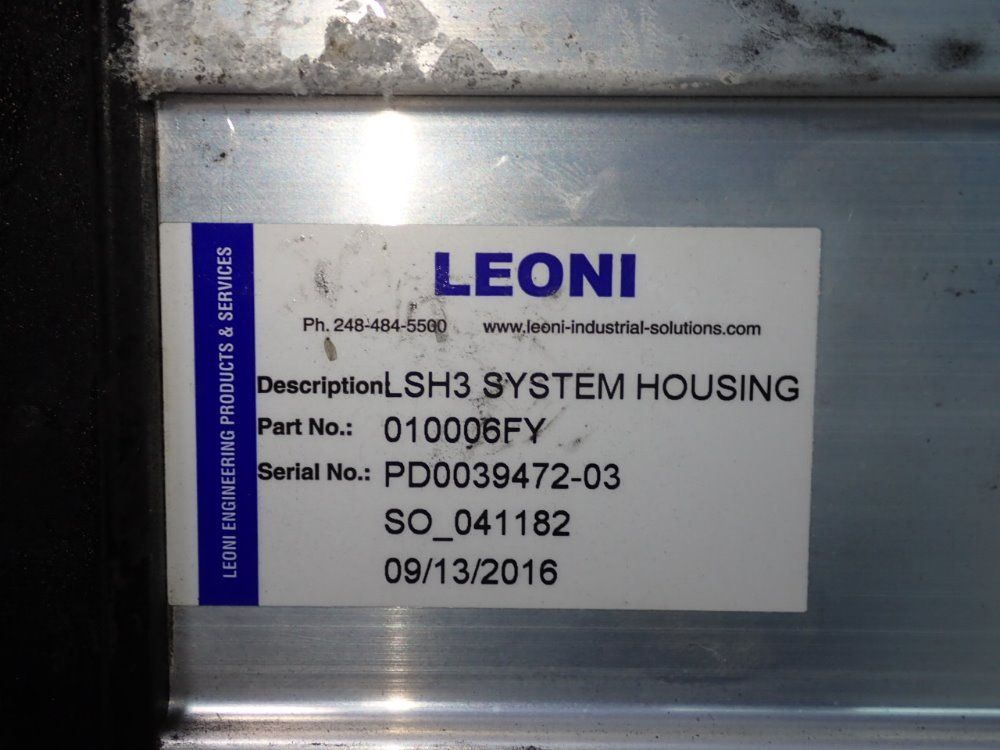 LEONI ENGINEERING PRODUCTS & SERVICES
LEONI
Ph. 248-484-5500 www.leoni-industrial-solutions.com
Description: LSH3 SYSTEM HOUSING
Part No.: 010006FY
Serial No.: PD0039472-03
SO_041182
09/13/2016